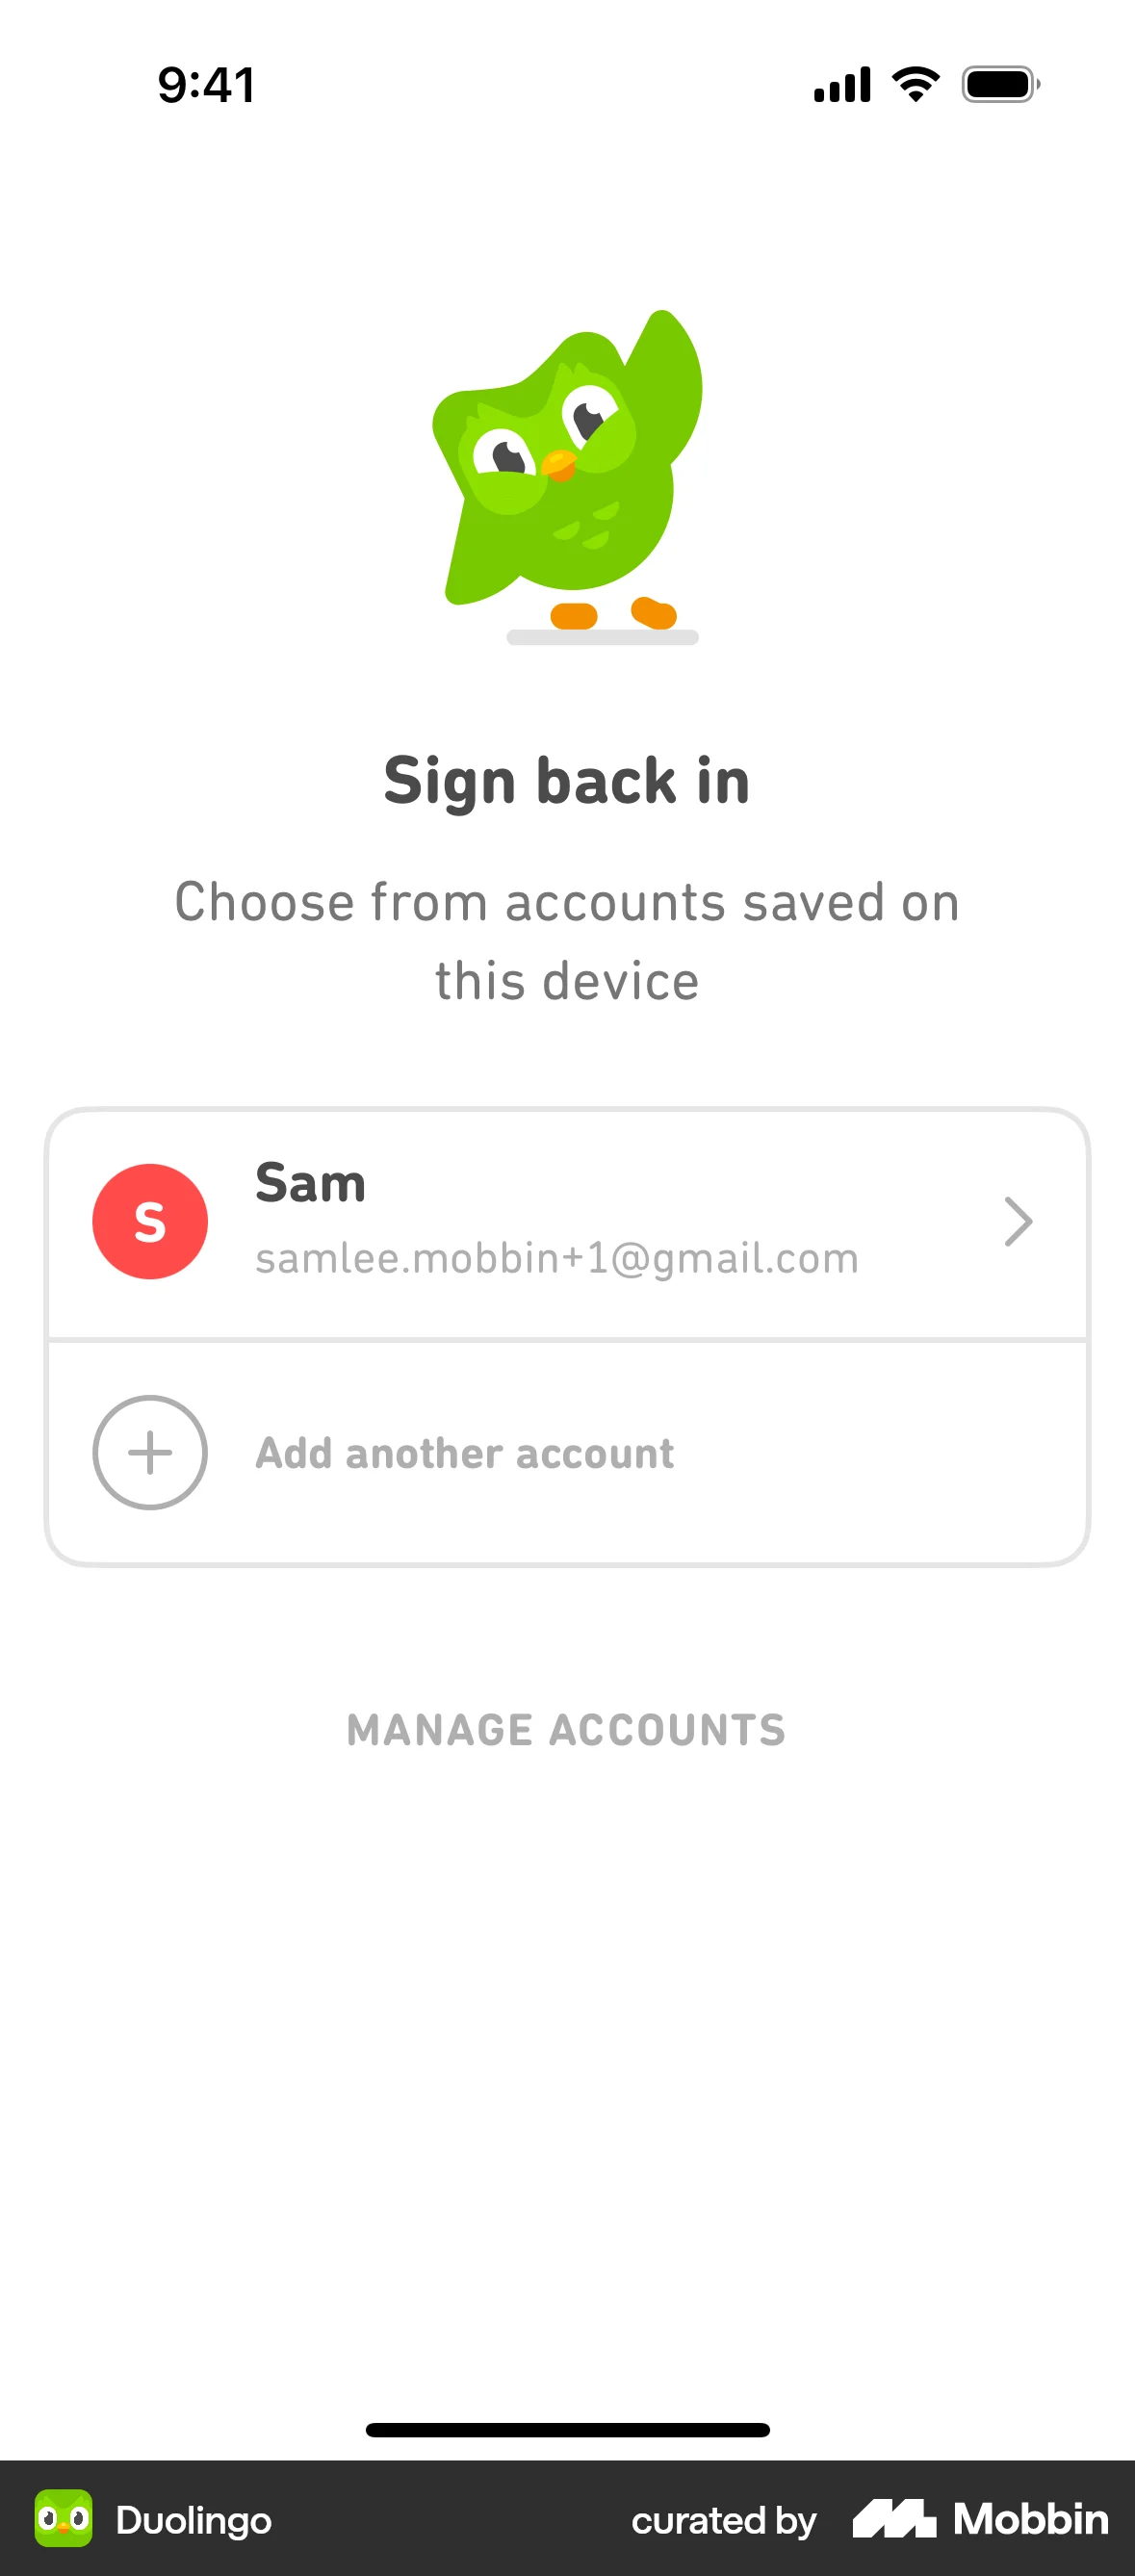 9:41
Sign back in
Choose from accounts saved on
this device
S
Sam
samlee.mobbin+1@gmail.com
Add another account
MANAGE ACCOUNTS
Duolingo
curated by Mobbin